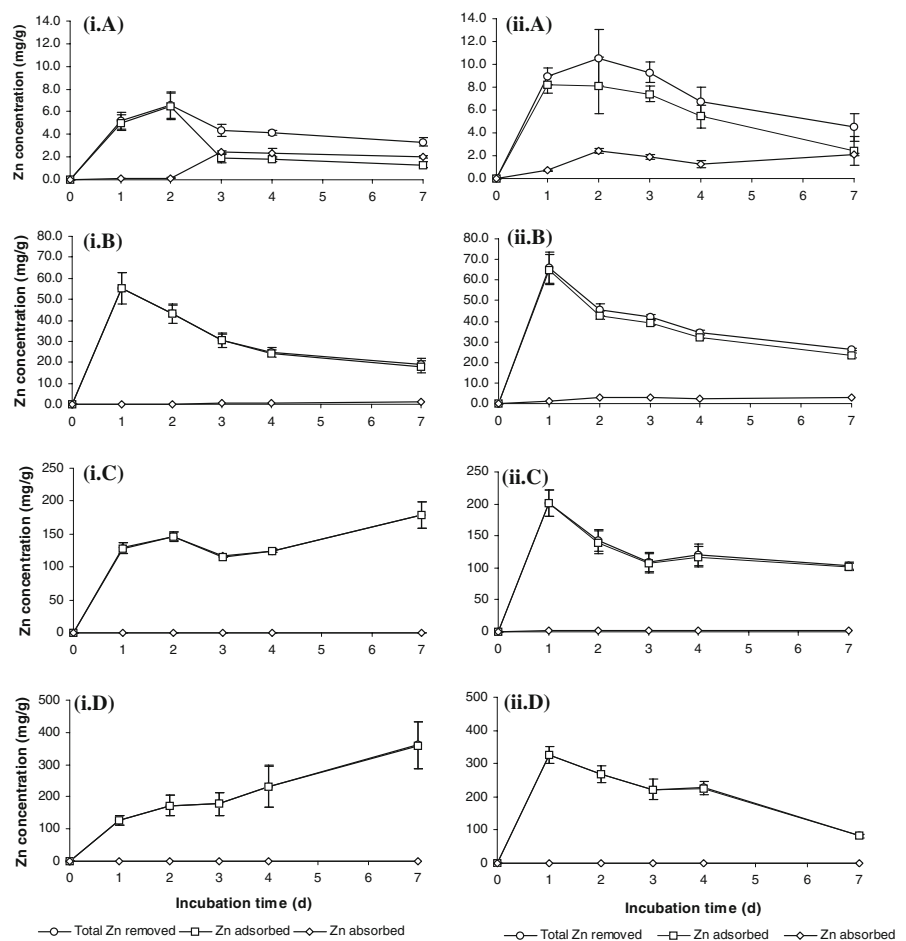 (i.A)
Zn concentration (mg/g)
14.0
12.0
10.0
8.0
6.0
4.0
2.0
0.0
0 1 2 3 4 5 6 7
(ii.A)
14.0
12.0
10.0
8.0
6.0
4.0
2.0
0.0
0 1 2 3 4 5 6 7
(i.B)
Zn concentration (mg/g)
80.0
70.0
60.0
50.0
40.0
30.0
20.0
10.0
0.0
0 1 2 3 4 5 6 7
(ii.B)
80.0
70.0
60.0
50.0
40.0
30.0
20.0
10.0
0.0
0 1 2 3 4 5 6 7
(i.C)
Zn concentration (mg/g)
250
200
150
100
50
0
0 1 2 3 4 5 6 7
(ii.C)
250
200
150
100
50
0
0 1 2 3 4 5 6 7
(i.D)
Zn concentration (mg/g)
500
400
300
200
100
0
0 1 2 3 4 5 6 7
Incubation time (d)
Total Zn removed Zn adsorbed Zn absorbed
(ii.D)
500
400
300
200
100
0
0 1 2 3 4 5 6 7
Incubation time (d)
Total Zn removed Zn adsorbed Zn absorbed